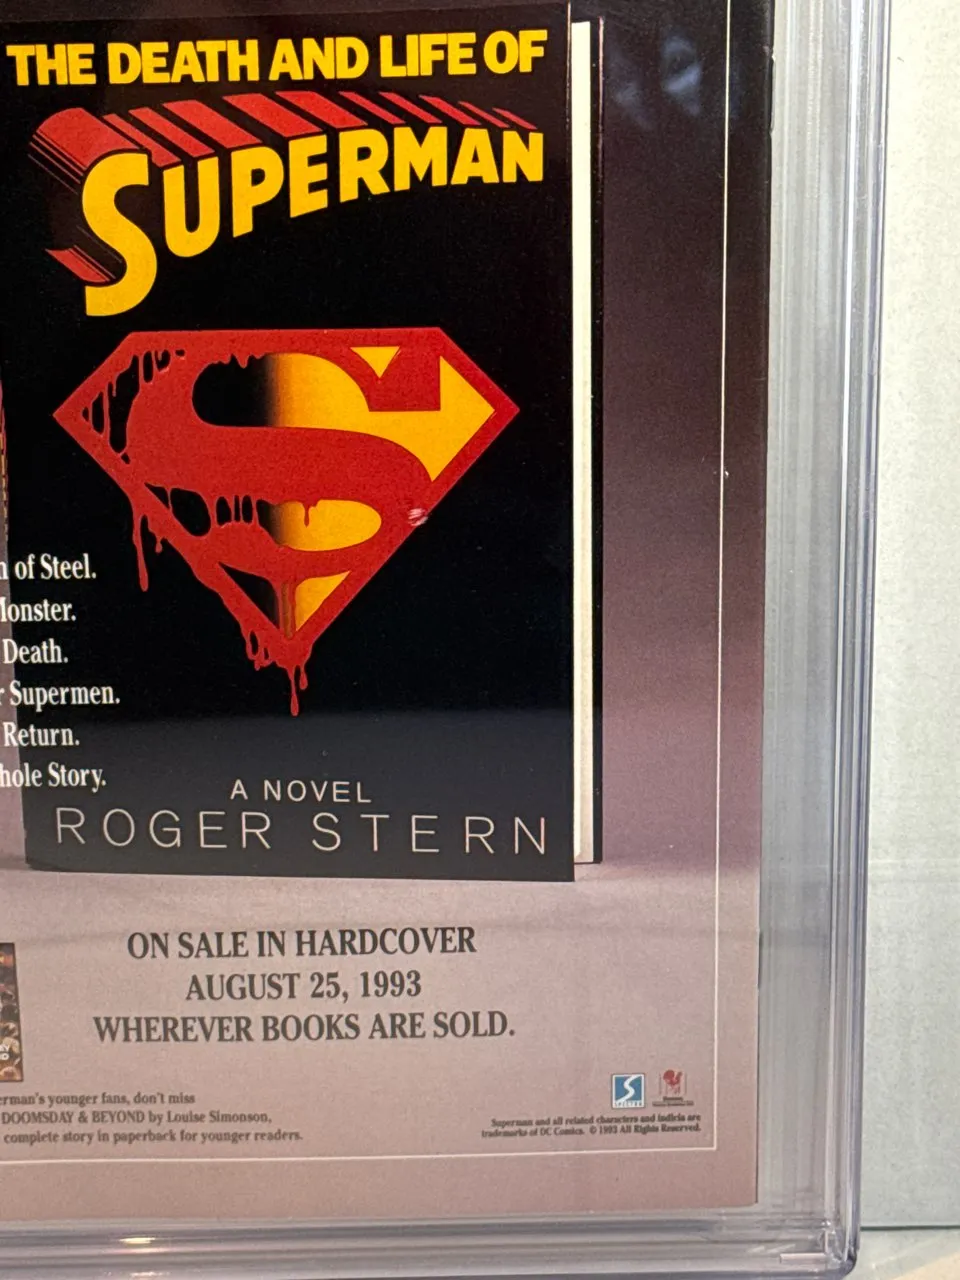 THE DEATH AND LIFE OF
SUPERMAN
of Steel.
Death.
Supermen.
Return.
Story.
A NOVEL
ROGER STERN
ON SALE IN HARDCOVER
AUGUST 25, 1993
WHEREVER BOOKS ARE SOLD.
fans, don't miss
younger
DOOMSDAY & BEYOND by Louise Simonson,
complete story in paperback for younger readers.
SPECTRA
Superman and all related characters and indicia are
trademarks of DC Comics. © 1993 All Rights Reserved.